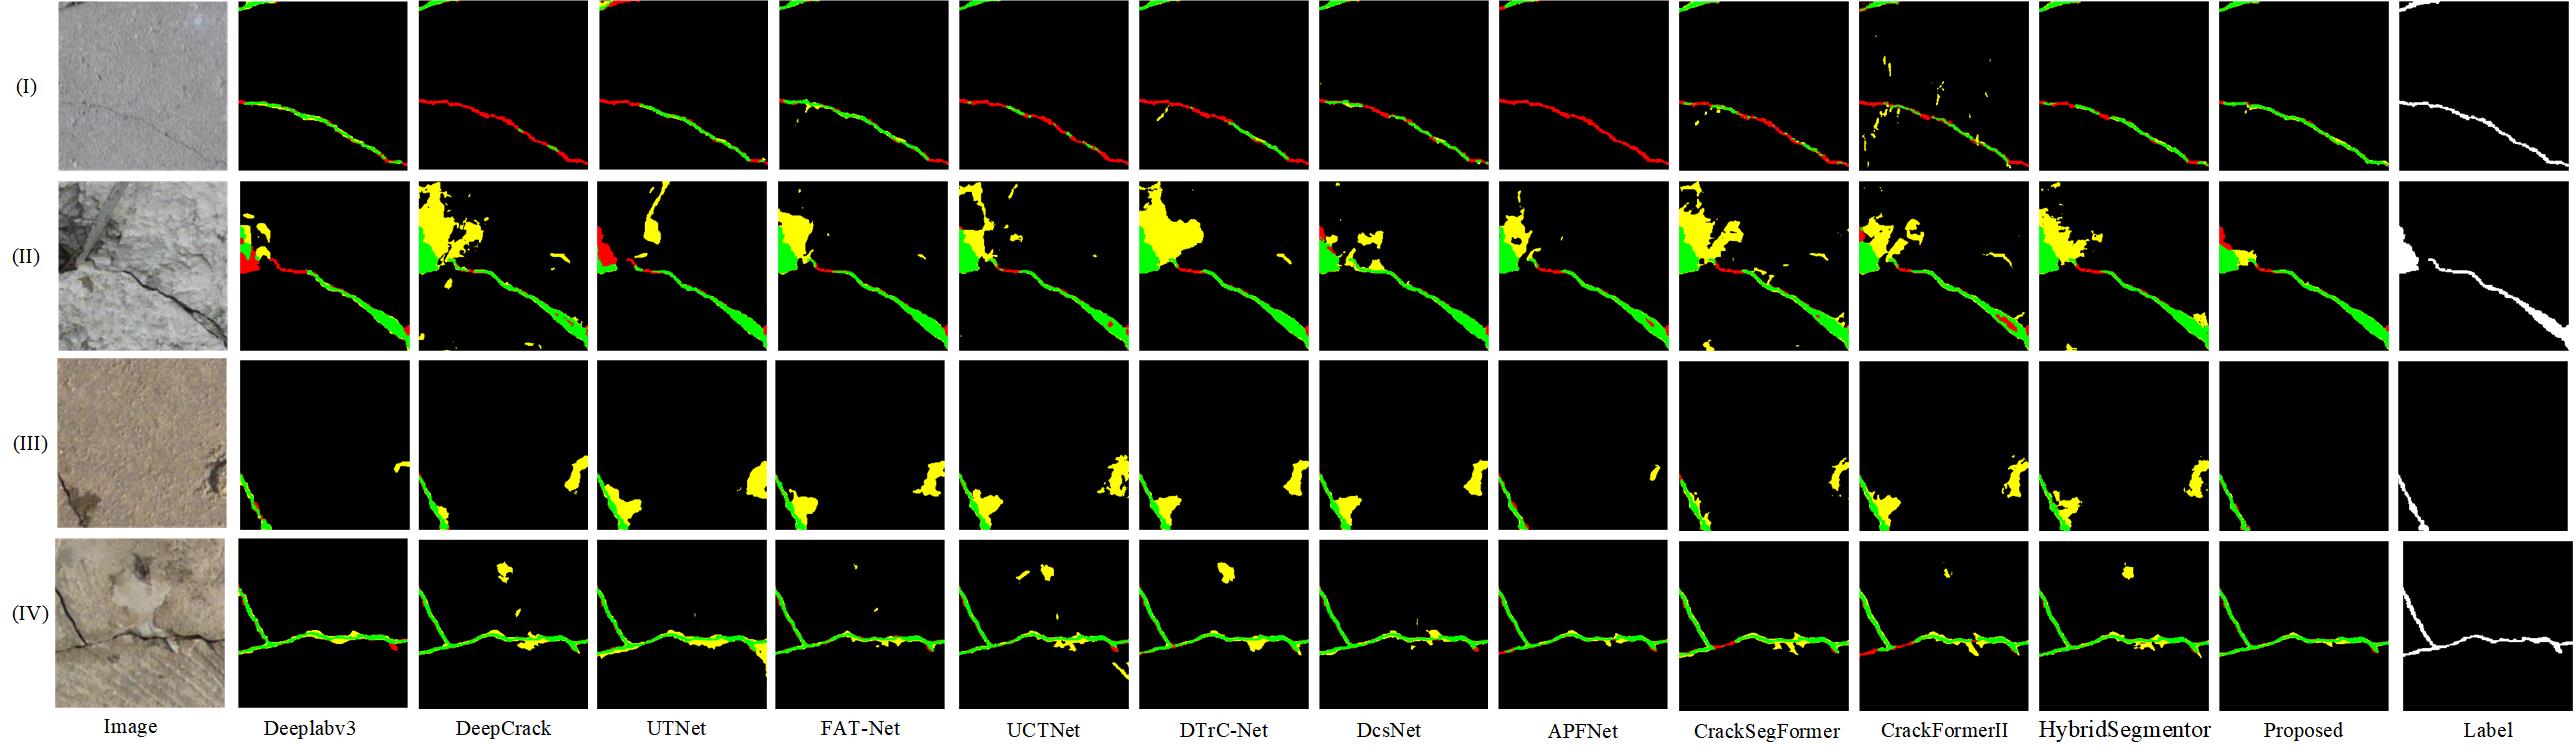 (I)
(II)
(III)
(IV)
Image Deeplabv3 DeepCrack UTNet FAT-Net UCTNet DTrC-Net DcsNet APFNet CrackSegFormer CrackFormerII HybridSegmentor Proposed Label